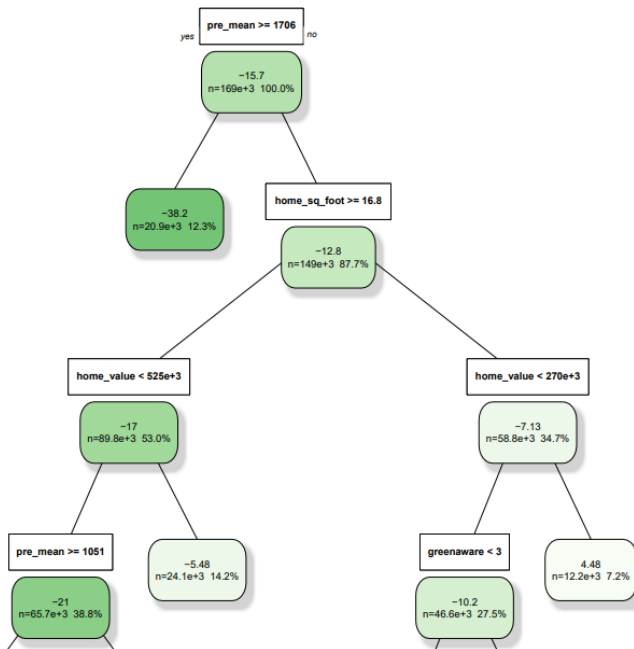 pre_mean >= 1706
yes
no
−15.7
n=169e+3 100.0%
home_sq_foot >= 16.8
−38.2
n=20.9e+3 12.3%
−12.8
n=149e+3 87.7%
home_value < 525e+3
home_value < 270e+3
−17
n=89.8e+3 53.0%
−7.13
n=58.8e+3 34.7%
pre_mean >= 1051
−5.48
n=24.1e+3 14.2%
greenaware < 3
4.48
n=12.2e+3 7.2%
−21
n=65.7e+3 38.8%
−10.2
n=46.6e+3 27.5%